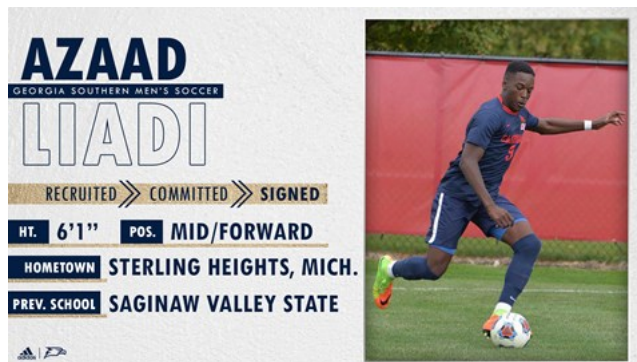 AZAAD
GEORGIA SOUTHERN MEN'S SOCCER
LIADI
RECRUITED COMMITTED SIGNED
HT. 6'1" POS. MID/FORWARD
HOMETOWN STERLING HEIGHTS, MICH.
PREV. SCHOOL SAGINAW VALLEY STATE